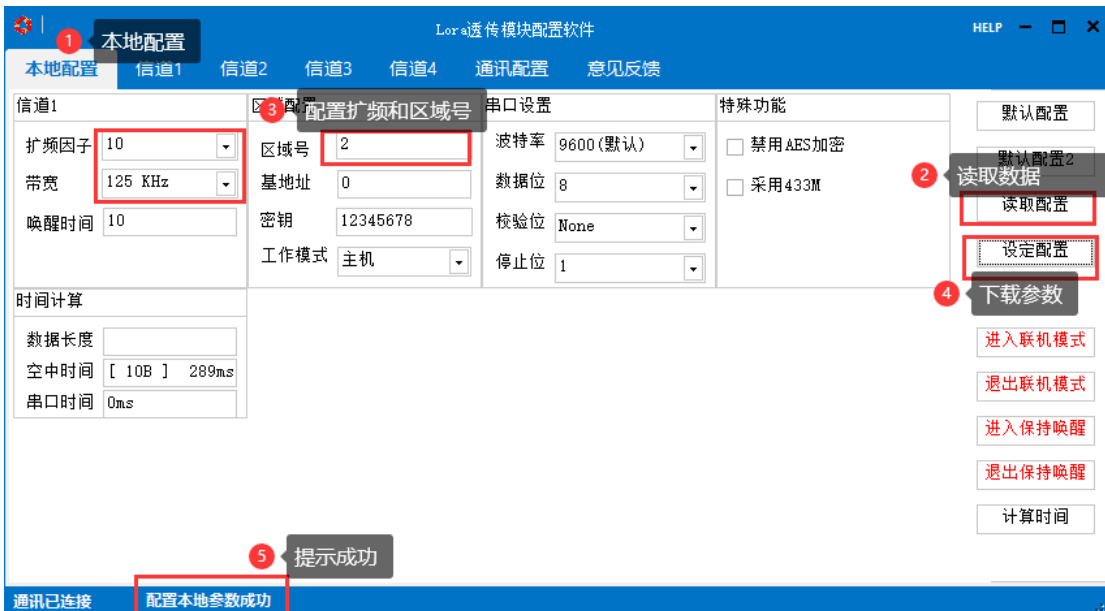 Lora透传模块配置软件
HELP
1 本地配置
本地配置 信道1 信道2 信道3 信道4 通讯配置 意见反馈
信道1
扩频因子 10
带宽 125 KHz
唤醒时间 10
3 配置扩频和区域号
区域号 2
基地址 0
密钥 12345678
工作模式 主机
串口设置
波特率 9600(默认)
数据位 8
校验位 None
停止位 1
特殊功能
禁用AES加密
采用433M
默认配置
默认配置2
2 读取数据
读取配置
设定配置
4 下载参数
进入联机模式
退出联机模式
进入保持唤醒
退出保持唤醒
计算时间
时间计算
数据长度
空中时间 [ 10B ] 289ms
串口时间 0ms
5 提示成功
通讯已连接 配置本地参数成功